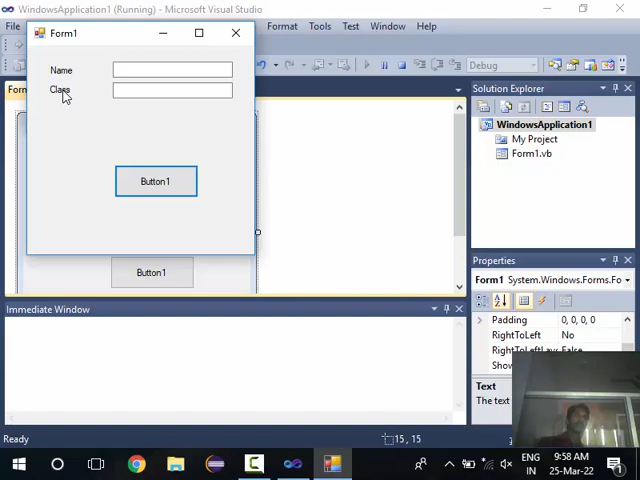 WindowsApplication1 (Running) - Microsoft Visual Studio
File
Format
Tools
Test
Window
Help
Form1
Debug
Name
Class
Button1
Button1
Solution Explorer
WindowsApplication1
My Project
Form1.vb
Properties
Form1 System.Windows.Forms.Fo
Padding 0, 0, 0, 0
RightToLeft No
RightToLeftLay False
Text
The text
Immediate Window
Ready
15 , 15
ENG
IN
9:58 AM
25-Mar-22